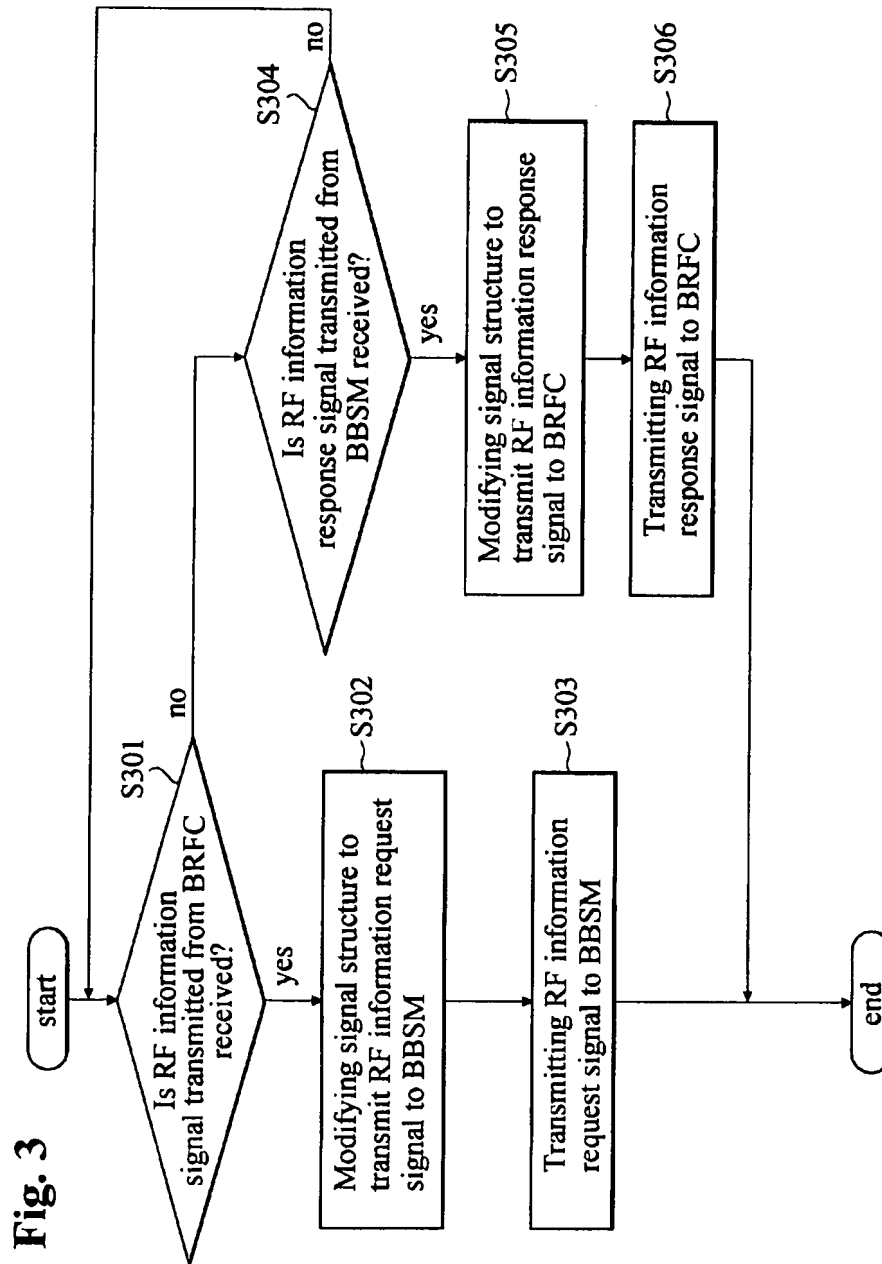 Fig. 3
start
S301
Is RF information
signal transmitted from BRFC
received?
no
yes
S302
Modifying signal structure to
transmit RF information request
signal to BBSM
S303
Transmitting RF information
request signal to BBSM
S304
Is RF information
response signal transmitted from
BBSM received?
no
yes
S305
Modifying signal structure to
transmit RF information response
signal to BRFC
S306
Transmitting RF information
response signal to BRFC
end